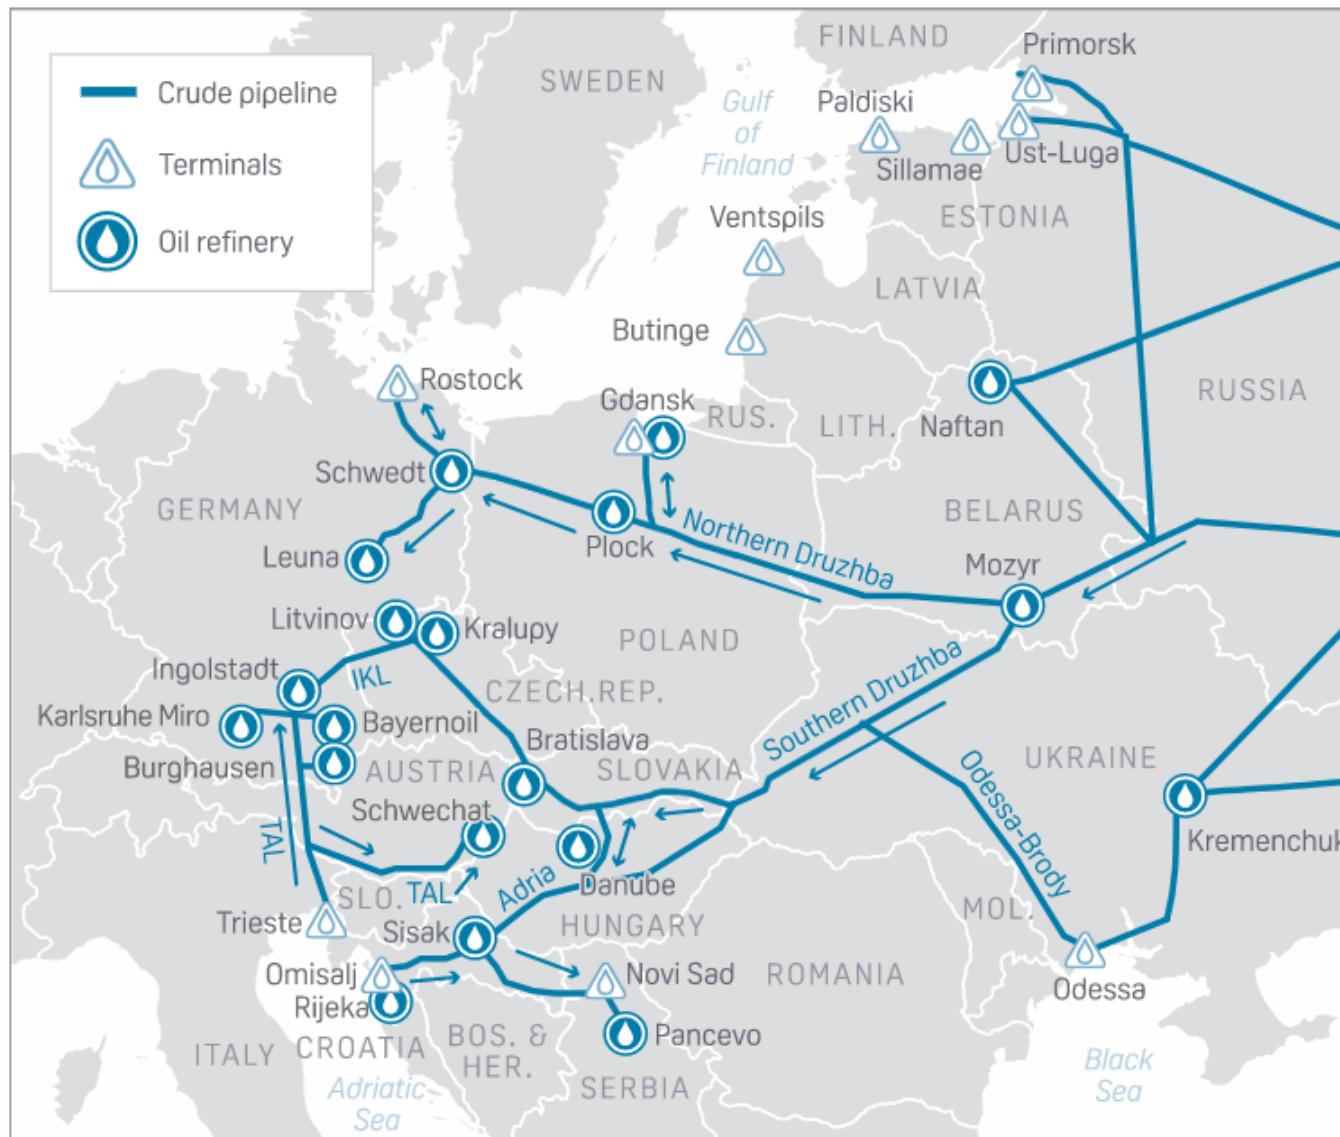 Crude pipeline
Terminals
Oil refinery
FINLAND
Primorsk
SWEDEN
Gulf
of
Finland
Paldiski
Sillamae
Ust-Luga
ESTONIA
Ventspils
LATVIA
Butinge
RUSSIA
Rostock
Gdansk
RUS.
LITH.
Naftan
Schwedt
GERMANY
BELARUS
Northern Druzhba
Leuna
Plock
Mozyr
Litvinov
Kralupy
POLAND
Ingolstadt
IKL
CZECH.REP.
Southern Druzhba
Karlsruhe Miro
Bayernoil
Bratislava
UKRAINE
Burghausen
AUSTRIA
SLOVAKIA
Odessa-Brody
Schwechat
TAL
Kremenchuk
SLO.
TAL
Adria
Danube
MOL.
Trieste
Sisak
HUNGARY
Omisalj
Rijeka
Novi Sad
ROMANIA
Odessa
ITALY
CROATIA
BOS. &
HER.
Pancevo
SERBIA
Adriatic
Sea
Black
Sea